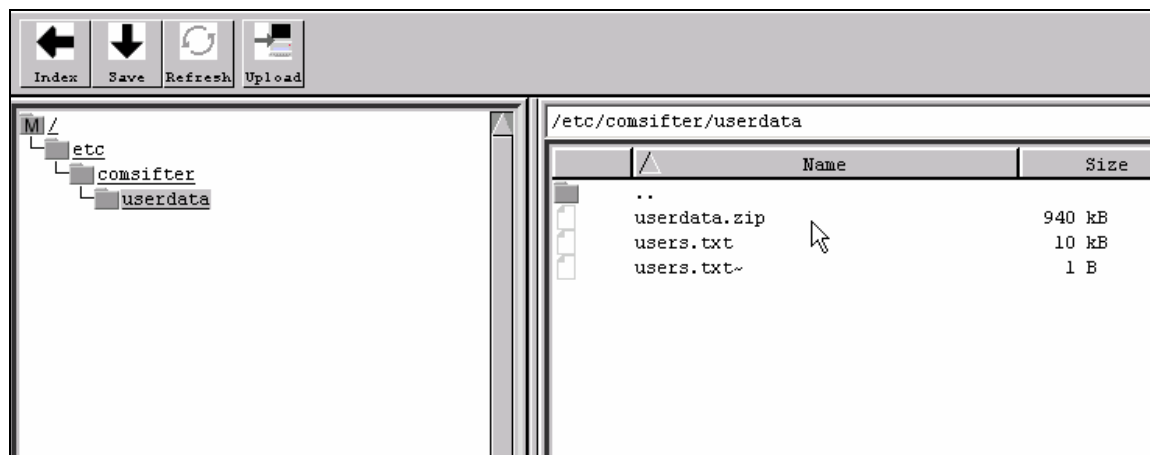 Index Save Refresh Upload
M /
etc
comsifter
userdata
/etc/comsifter/userdata
Name Size
..
userdata.zip 940 kB
users.txt 10 kB
users.txt~ 1 B